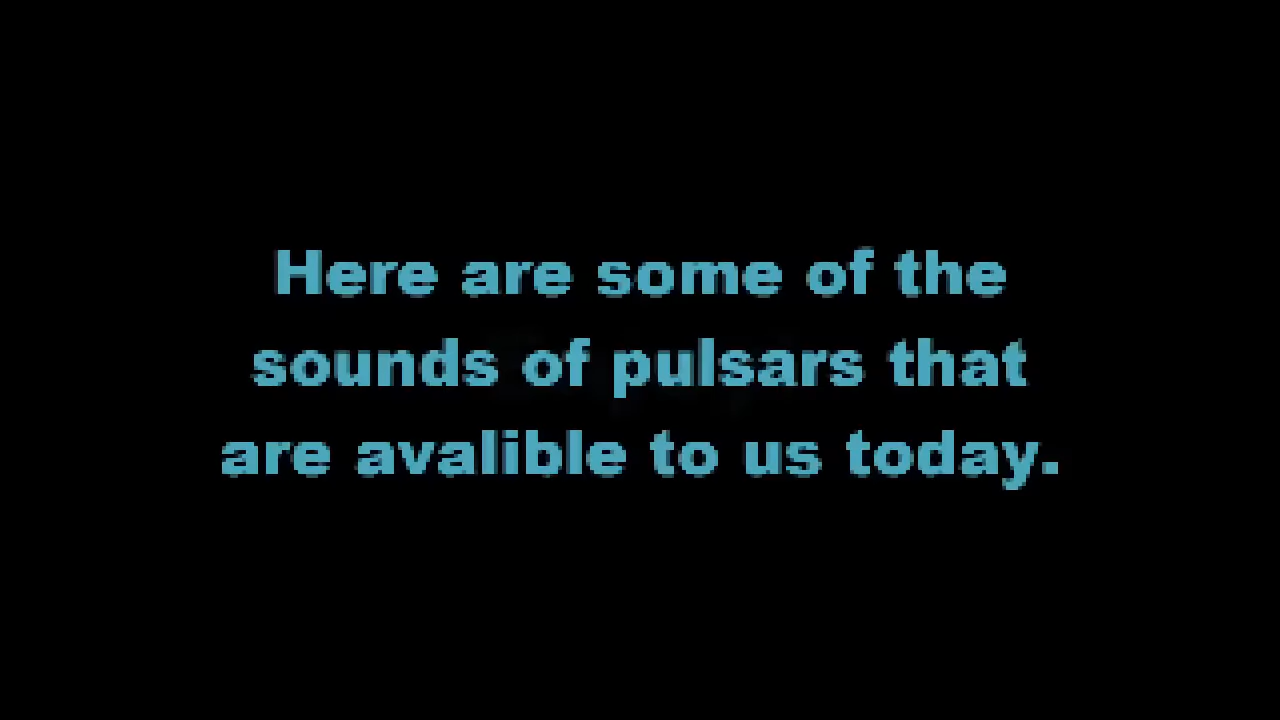 Here are some of the
sounds of pulsars that
are avalible to us today.